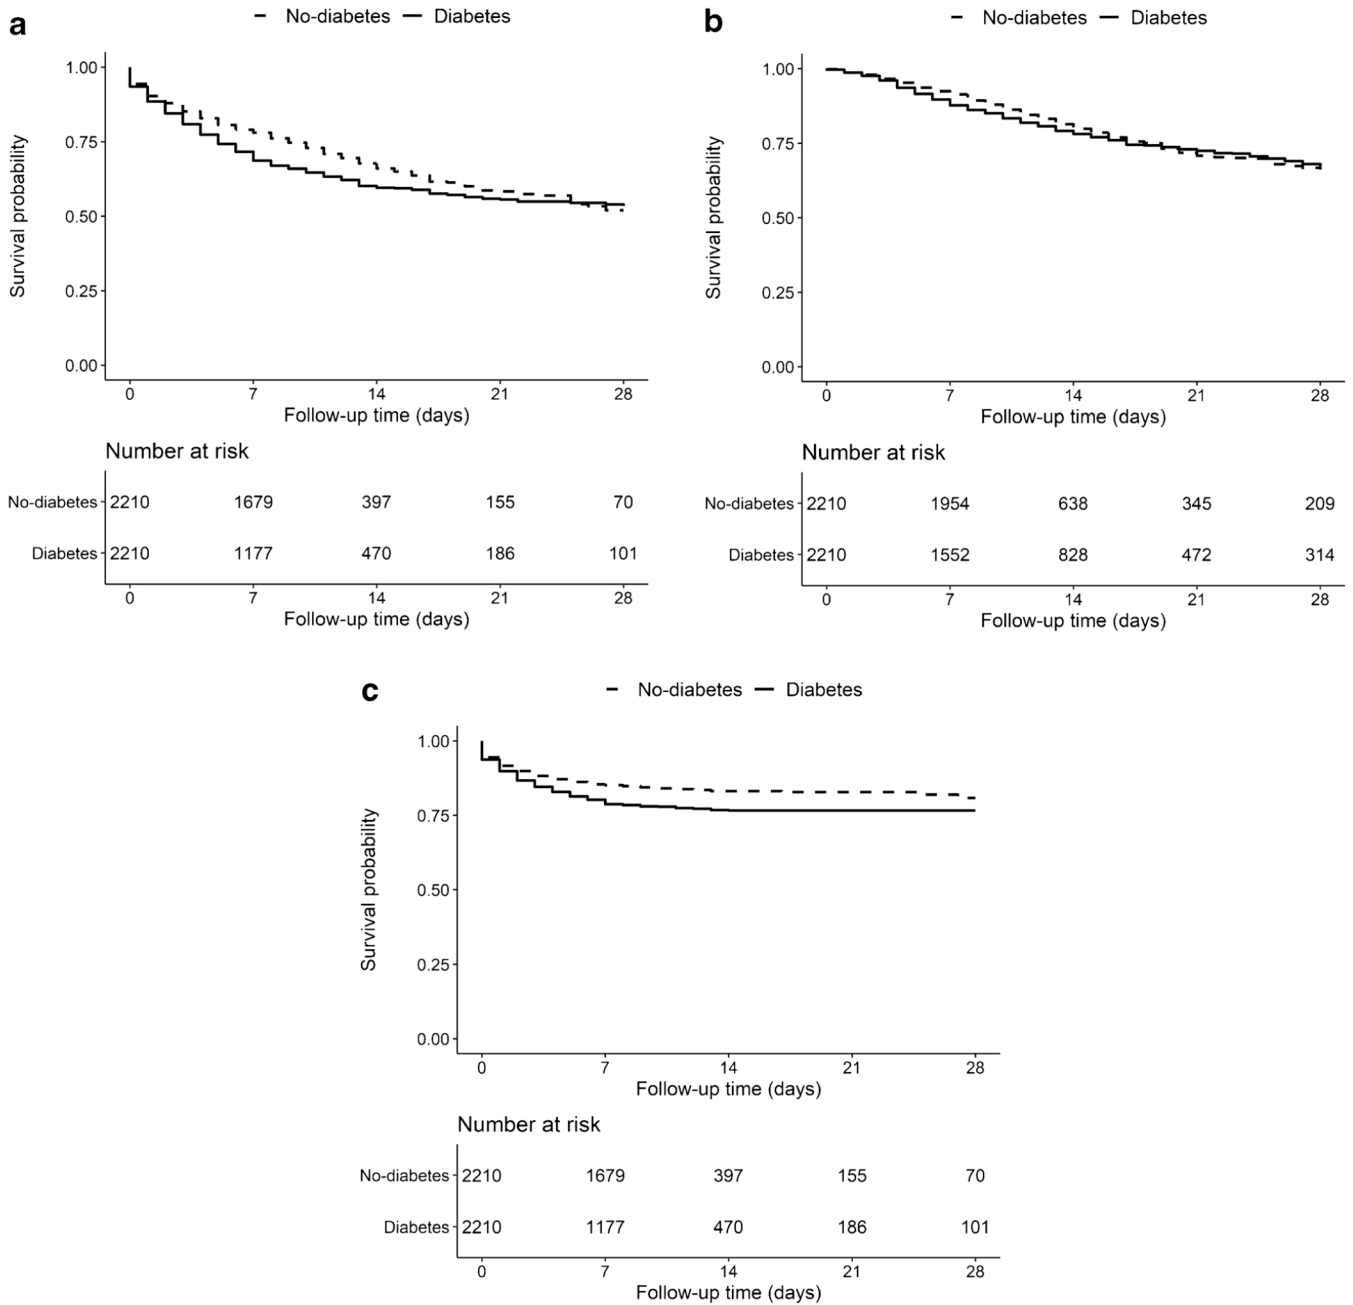 a
No-diabetes Diabetes
Survival probability
1.00
0.75
0.50
0.25
0.00
0 7 14 21 28
Follow-up time (days)
Number at risk
No-diabetes 2210 1679 397 155 70
Diabetes 2210 1177 470 186 101
0 7 14 21 28
Follow-up time (days)
b
No-diabetes Diabetes
Survival probability
1.00
0.75
0.50
0.25
0.00
0 7 14 21 28
Follow-up time (days)
Number at risk
No-diabetes 2210 1954 638 345 209
Diabetes 2210 1552 828 472 314
0 7 14 21 28
Follow-up time (days)
c
No-diabetes Diabetes
Survival probability
1.00
0.75
0.50
0.25
0.00
0 7 14 21 28
Follow-up time (days)
Number at risk
No-diabetes 2210 1679 397 155 70
Diabetes 2210 1177 470 186 101
0 7 14 21 28
Follow-up time (days)